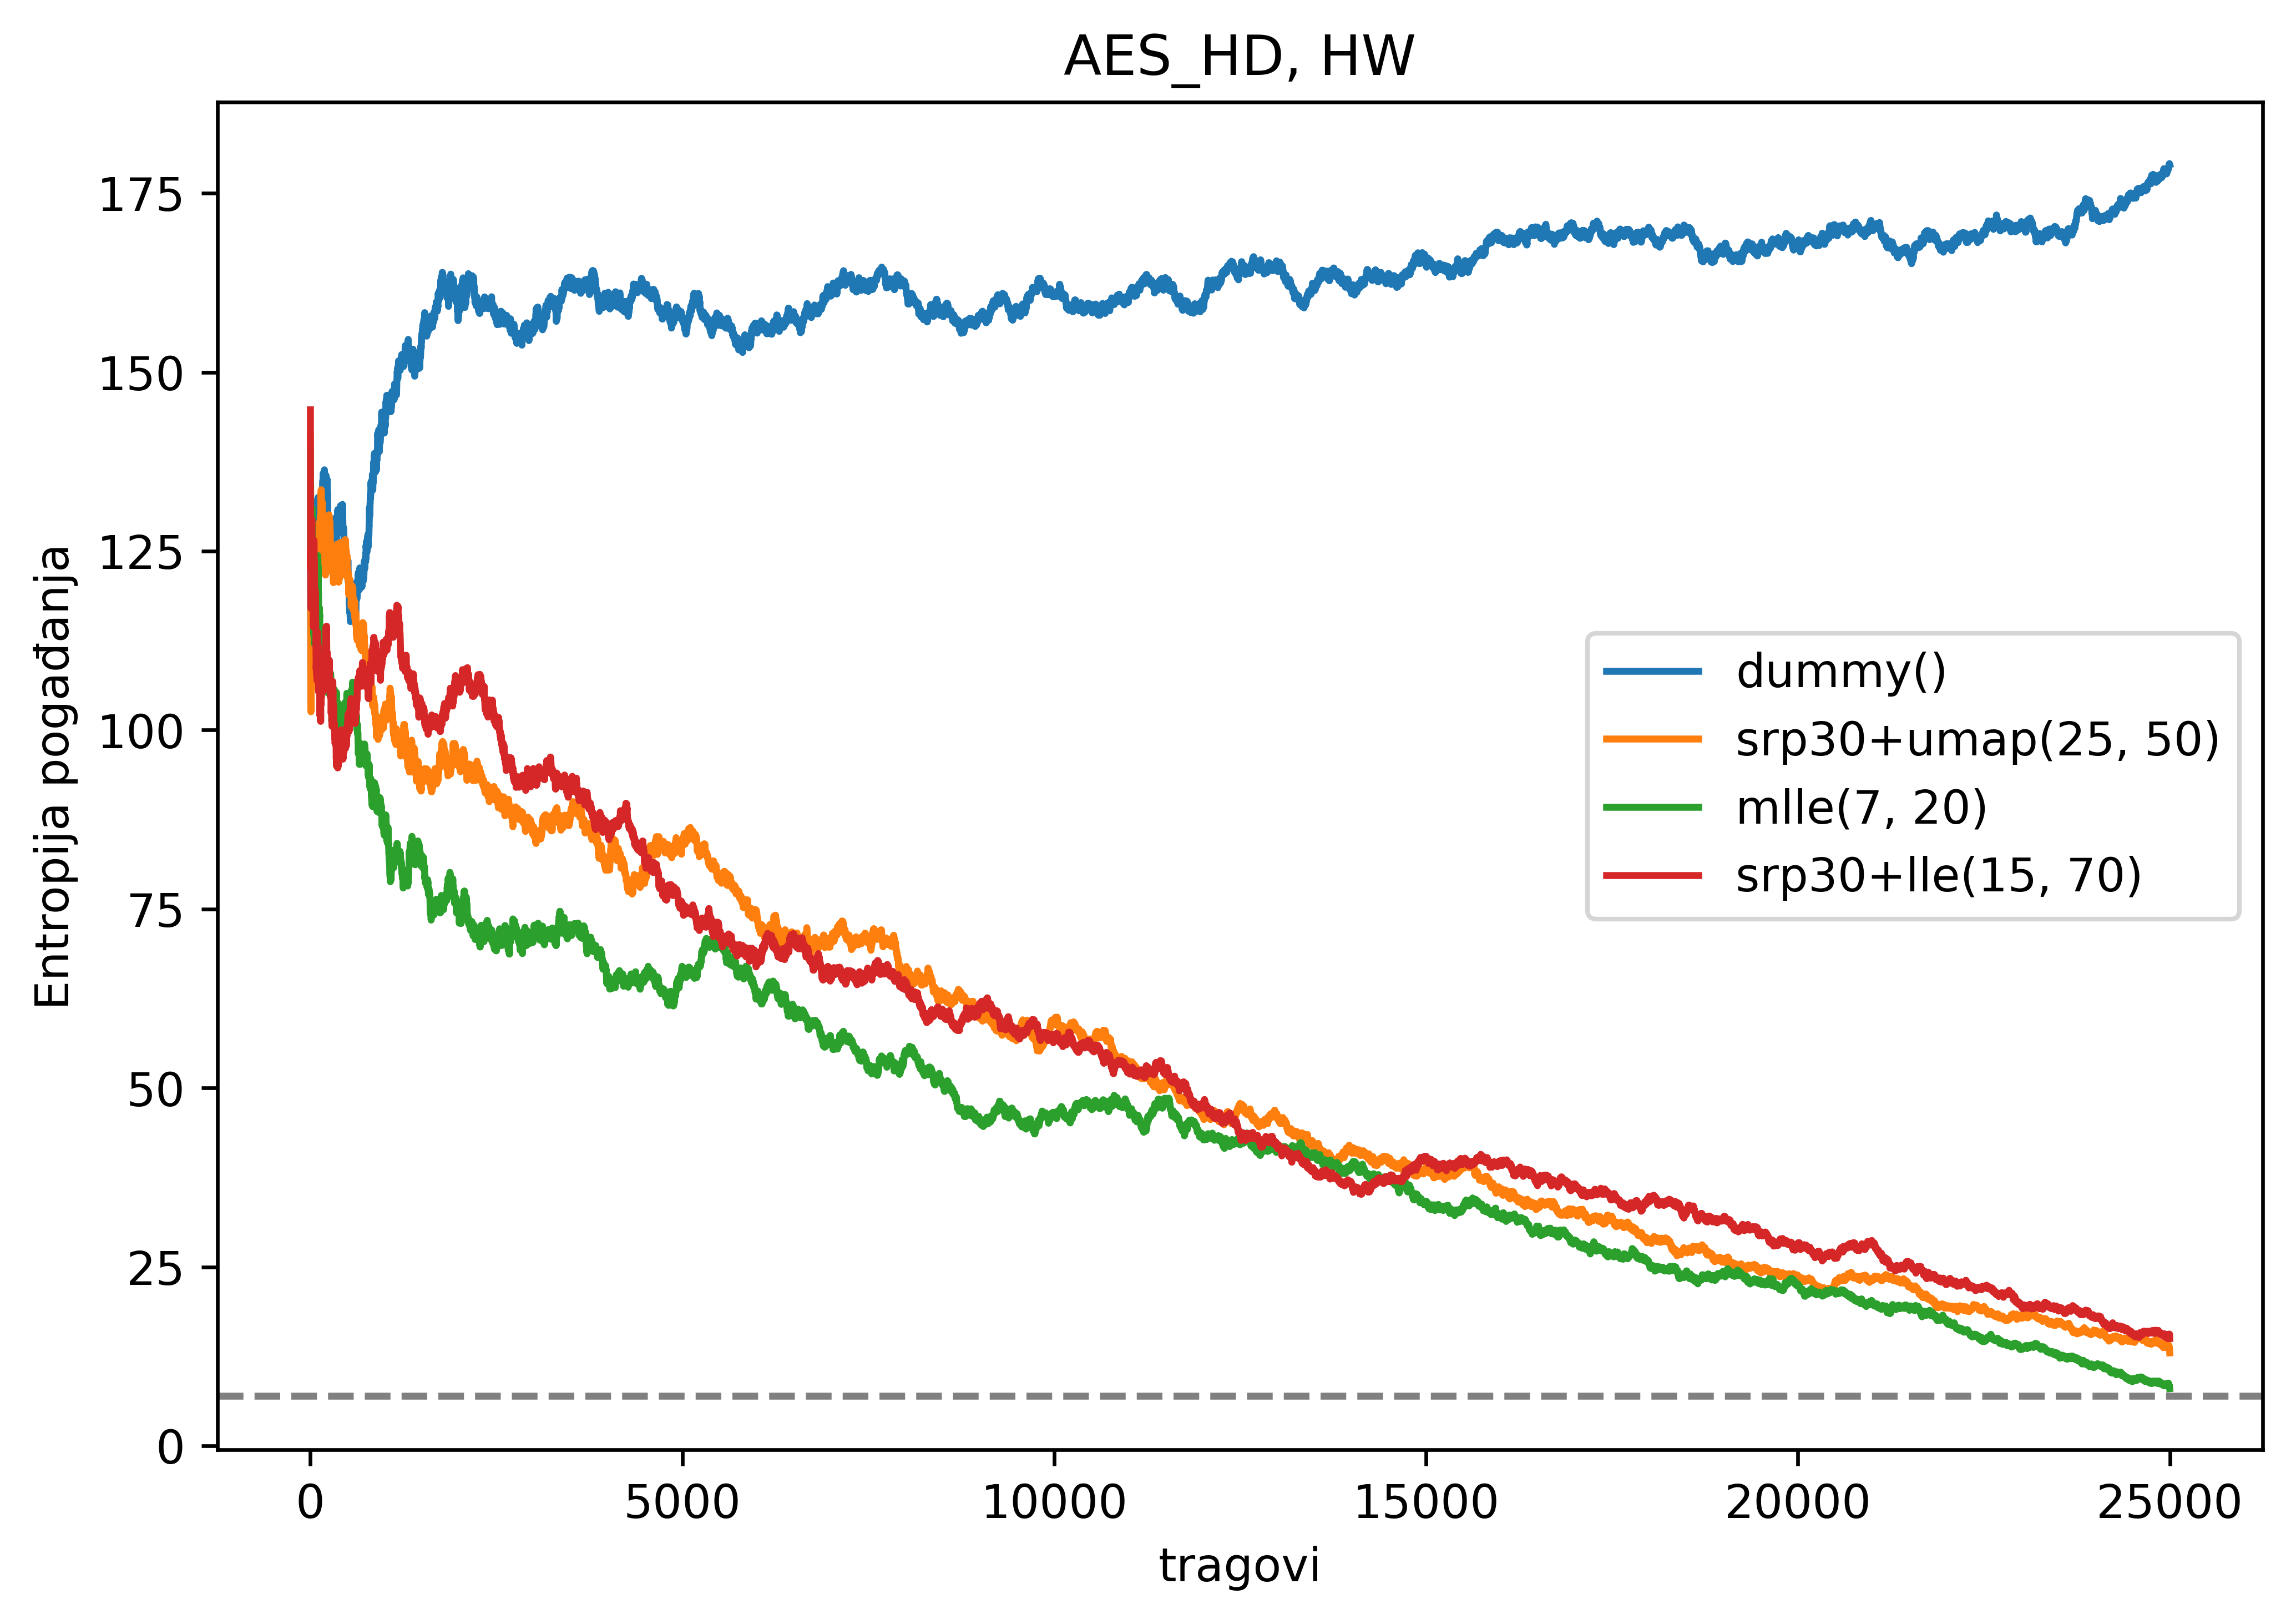 AES_HD, HW
Entropija pogađanja
175
150
125
100
75
50
25
0
dummy()
srp30+umap(25, 50)
mlle(7, 20)
srp30+lle(15, 70)
0 5000 10000 15000 20000 25000
tragovi